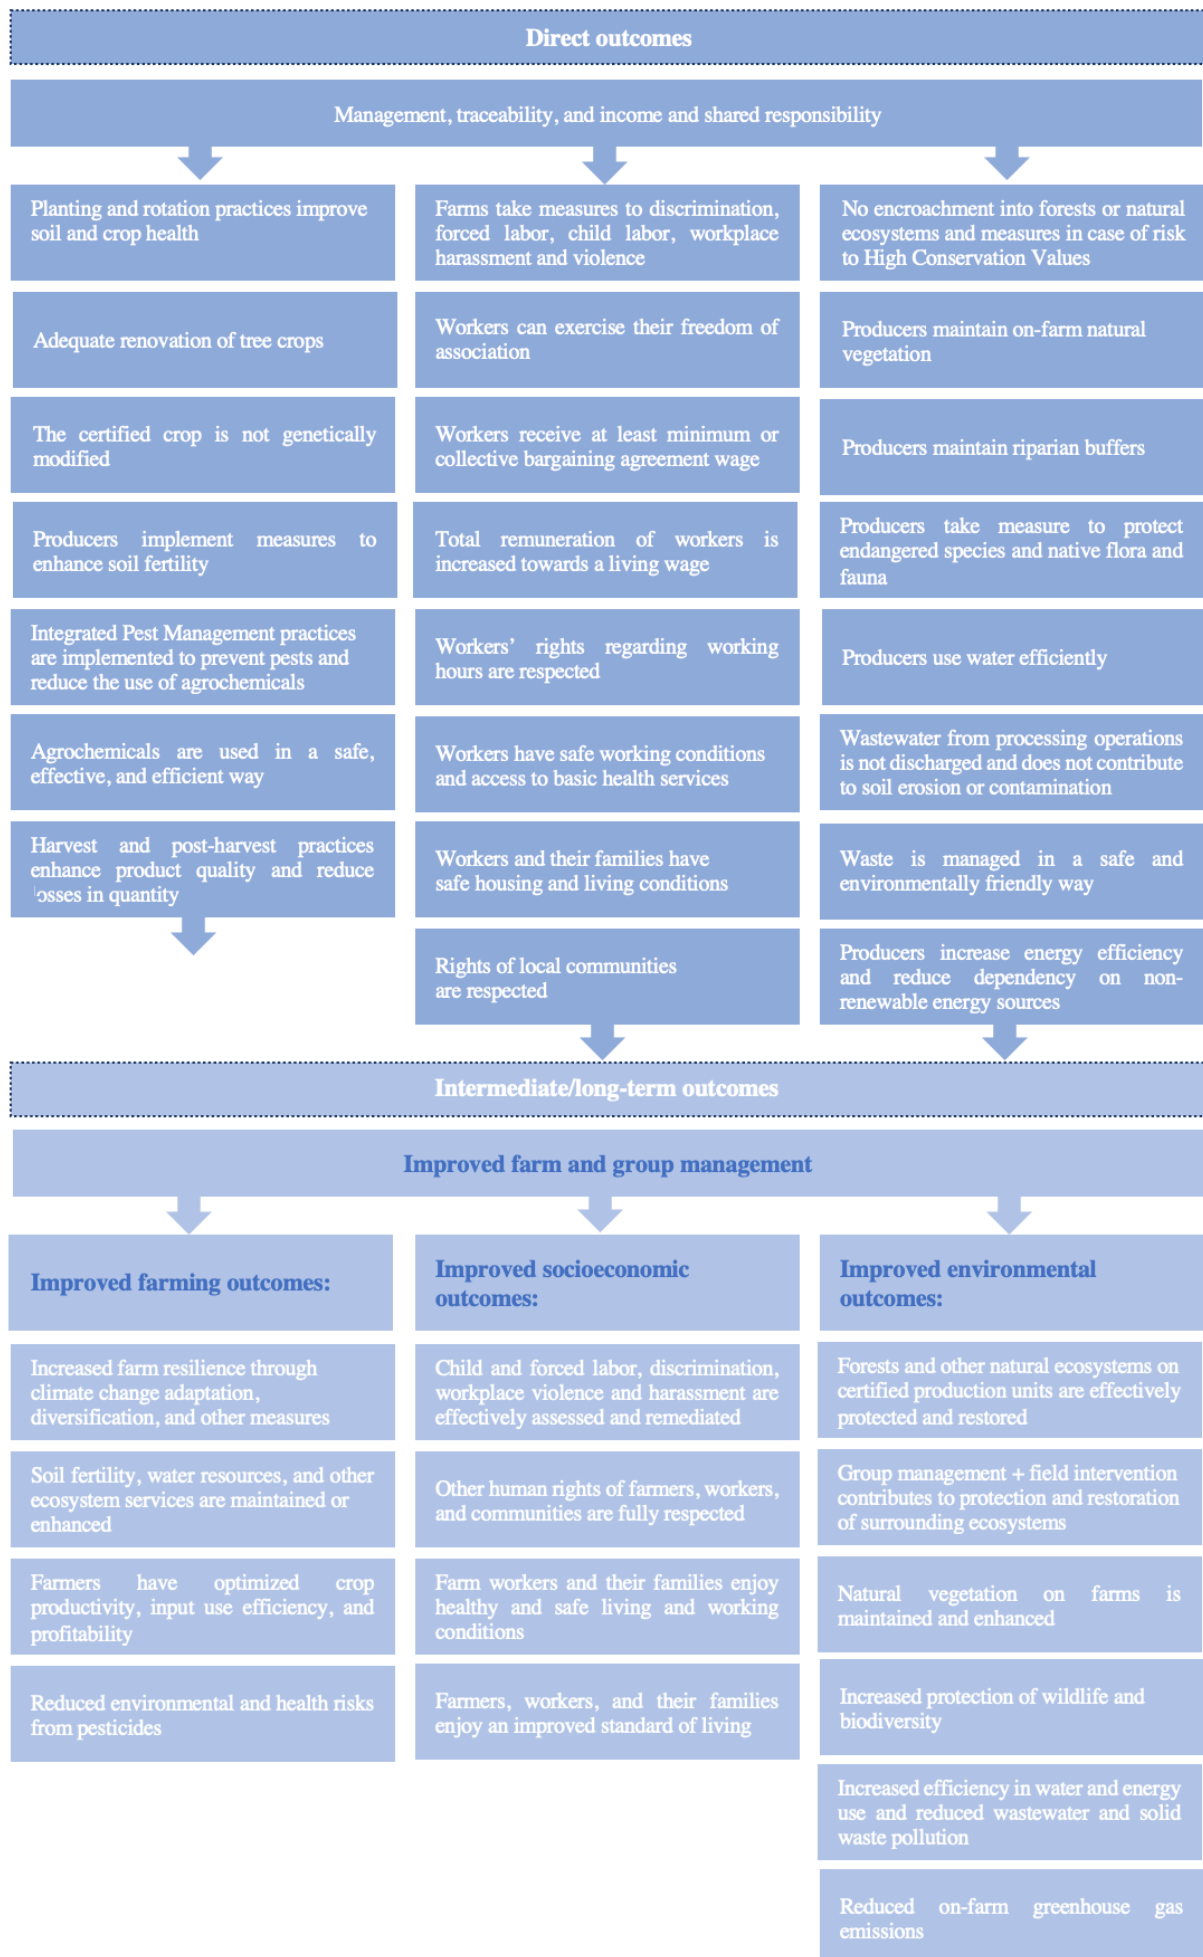 Direct outcomes
Management, traceability, and income and shared responsibility
Planting and rotation practices improve
soil and crop health
Adequate renovation of tree crops
The certified crop is not genetically
modified
Producers implement measures to
enhance soil fertility
Integrated Pest Management practices
are implemented to prevent pests and
reduce the use of agrochemicals
Agrochemicals are used in a safe,
effective, and efficient way
Harvest and post-harvest practices
enhance product quality and reduce
losses in quantity
Farms take measures to discrimination,
forced labor, child labor, workplace
harassment and violence
Workers can exercise their freedom of
association
Workers receive at least minimum or
collective bargaining agreement wage
Total remuneration of workers is
increased towards a living wage
Workers' rights regarding working
hours are respected
Workers have safe working conditions
and access to basic health services
Workers and their families have
safe housing and living conditions
Rights of local communities
are respected
No encroachment into forests or natural
ecosystems and measures in case of risk
to High Conservation Values
Producers maintain on-farm natural
vegetation
Producers maintain riparian buffers
Producers take measure to protect
endangered species and native flora and
fauna
Producers use water efficiently
Wastewater from processing operations
is not discharged and does not contribute
to soil erosion or contamination
Waste is managed in a safe and
environmentally friendly way
Producers increase energy efficiency
and reduce dependency on non-
renewable energy sources
Intermediate/long-term outcomes
Improved farm and group management
Improved farming outcomes:
Increased farm resilience through
climate change adaptation,
diversification, and other measures
Soil fertility, water resources, and other
ecosystem services are maintained or
enhanced
Farmers have optimized crop
productivity, input use efficiency, and
profitability
Reduced environmental and health risks
from pesticides
Improved socioeconomic
outcomes:
Child and forced labor, discrimination,
workplace violence and harassment are
effectively assessed and remediated
Other human rights of farmers, workers,
and communities are fully respected
Farm workers and their families enjoy
healthy and safe living and working
conditions
Farmers, workers, and their families
enjoy an improved standard of living
Improved environmental
outcomes:
Forests and other natural ecosystems on
certified production units are effectively
protected and restored
Group management + field intervention
contributes to protection and restoration
of surrounding ecosystems
Natural vegetation on farms is
maintained and enhanced
Increased protection of wildlife and
biodiversity
Increased efficiency in water and energy
use and reduced wastewater and solid
waste pollution
Reduced on-farm greenhouse gas
emissions